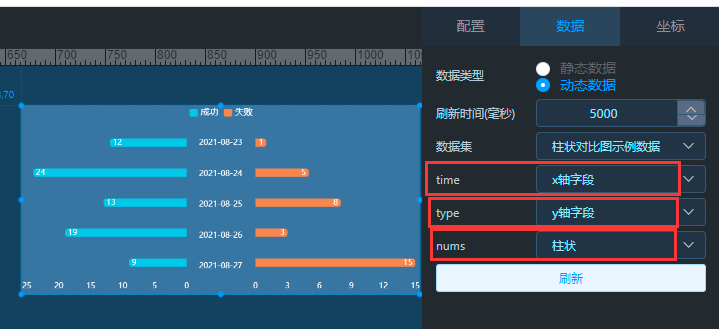 配置 数据 坐标
650 700 750 800 850 900 950 1000
数据类型
静态数据
动态数据
刷新时间(毫秒) 5000
数据集 柱状对比图示例数据
time x轴字段
type y轴字段
nums 柱状
刷新
成功 失败
12 2021-08-23 1
24 2021-08-24 5
13 2021-08-25 8
19 2021-08-26 3
9 2021-08-27 15
25 20 15 10 5 0 0 3 6 9 12 15